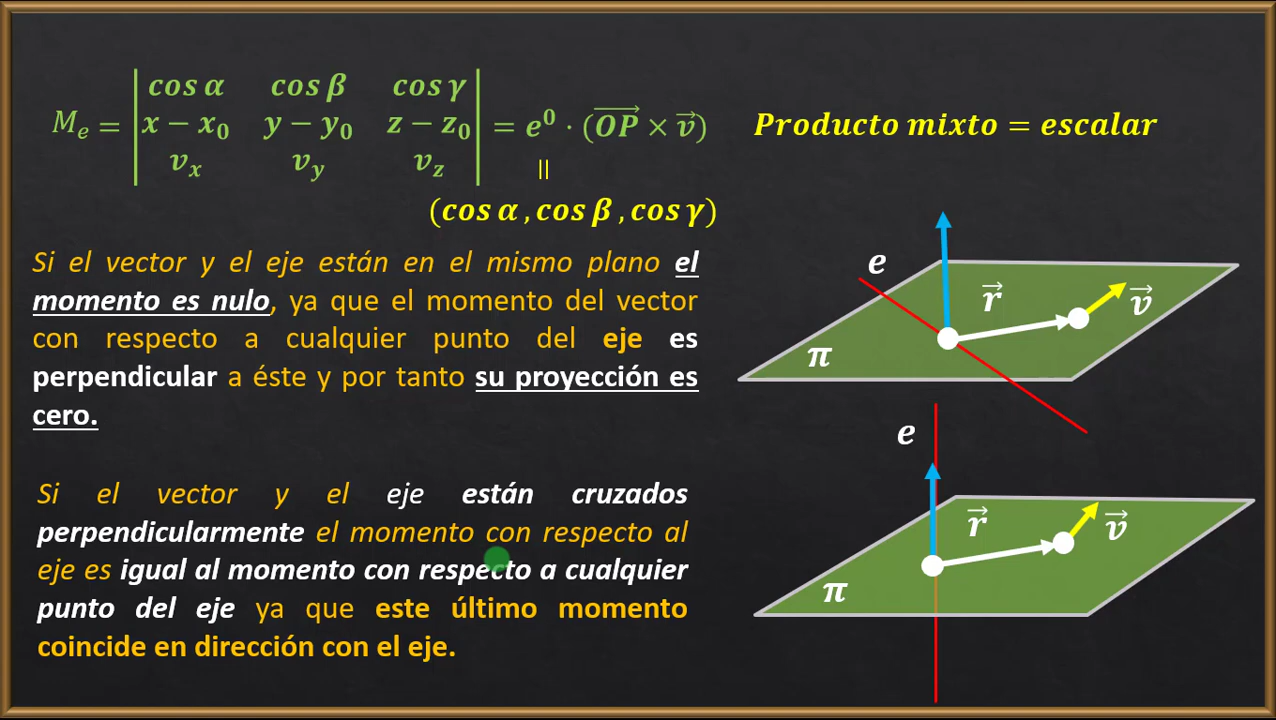 cos α cos β cos γ
Mₑ = x − x₀ y − y₀ z − z₀ = e⁰ · (OP⃗ × v⃗) Producto mixto = escalar
vₓ vᵧ v_z
||
(cos α , cos β , cos γ)
Si el vector y el eje están en el mismo plano el
momento es nulo, ya que el momento del vector
con respecto a cualquier punto del eje es
perpendicular a éste y por tanto su proyección es
cero.
e
r⃗
v⃗
π
Si el vector y el eje están cruzados
perpendicularmente el momento con respecto al
eje es igual al momento con respecto a cualquier
punto del eje ya que este último momento
coincide en dirección con el eje.
e
r⃗
v⃗
π